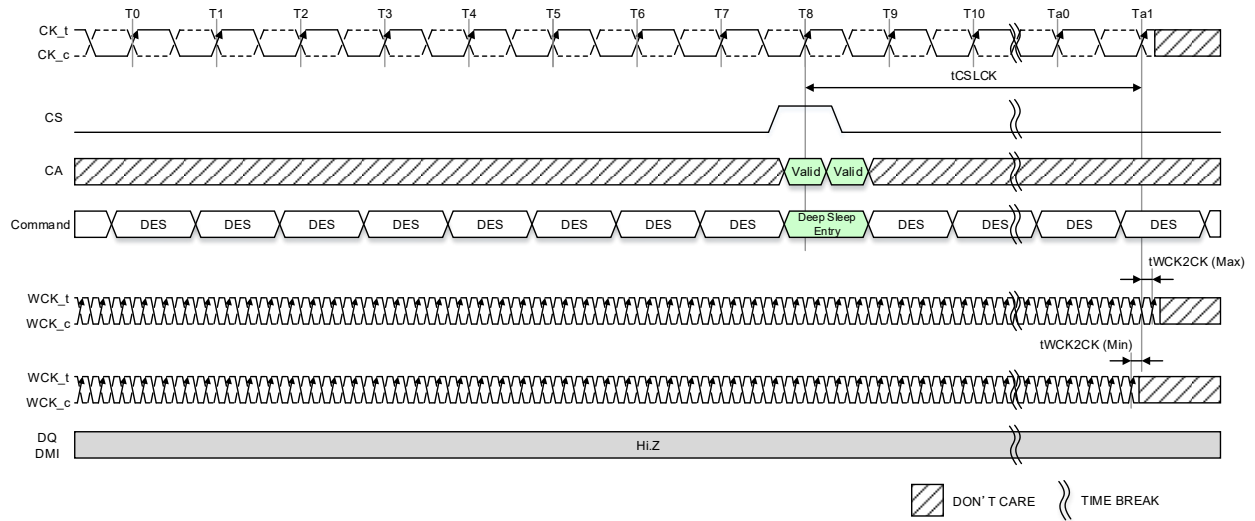 T0 T1 T2 T3 T4 T5 T6 T7 T8 T9 T10 Ta0 Ta1
CK_t
CK_c
tCSLCK
CS
CA Valid Valid
Command DES DES DES DES DES DES DES DES Deep Sleep Entry DES DES DES DES
tWCK2CK (Max)
WCK_t
WCK_c
tWCK2CK (Min)
WCK_t
WCK_c
DQ
DMI
Hi.Z
DON'T CARE TIME BREAK